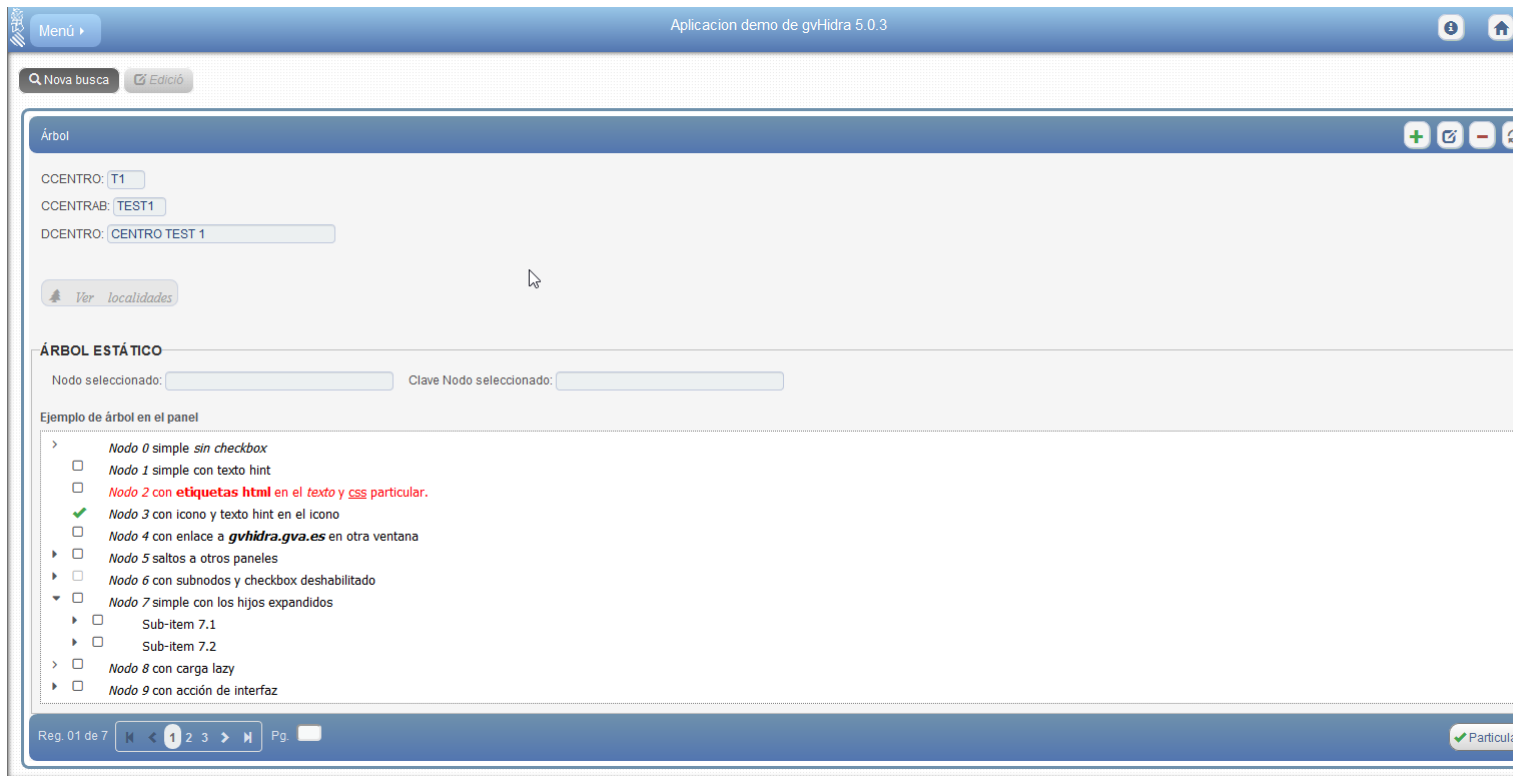 Menú
Aplicacion demo de gvHidra 5.0.3
Nova busca Edició
Árbol
CCENTRO: T1
CCENTRAB: TEST1
DCENTRO: CENTRO TEST 1
Ver localidades
ÁRBOL ESTÁTICO
Nodo seleccionado: Clave Nodo seleccionado:
Ejemplo de árbol en el panel
Nodo 0 simple sin checkbox
Nodo 1 simple con texto hint
Nodo 2 con etiquetas html en el texto y css particular.
Nodo 3 con icono y texto hint en el icono
Nodo 4 con enlace a gvhidra.gva.es en otra ventana
Nodo 5 saltos a otros paneles
Nodo 6 con subnodos y checkbox deshabilitado
Nodo 7 simple con los hijos expandidos
Sub-item 7.1
Sub-item 7.2
Nodo 8 con carga lazy
Nodo 9 con acción de interfaz
Reg. 01 de 7 1 2 3 Pg. Particula